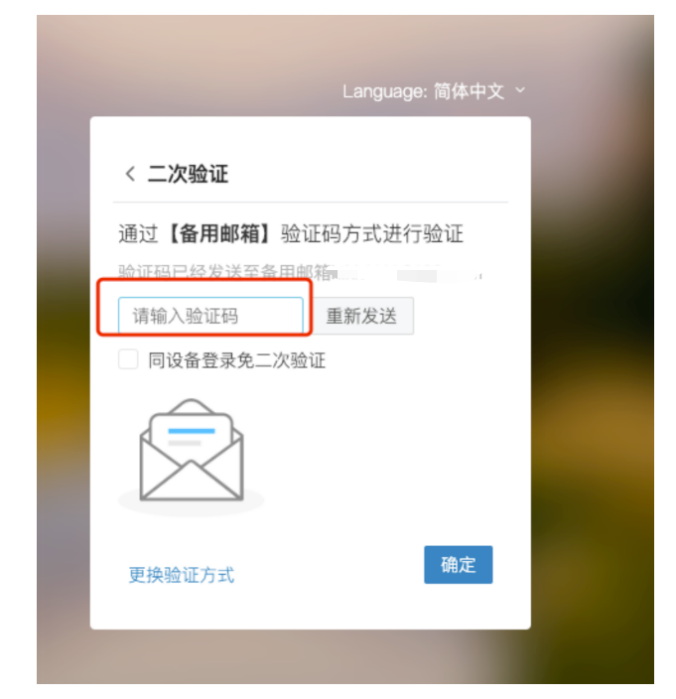 Language: 简体中文
二次验证
通过【备用邮箱】验证码方式进行验证
验证码已经发送至备用邮箱
请输入验证码
重新发送
同设备登录免二次验证
更换验证方式
确定